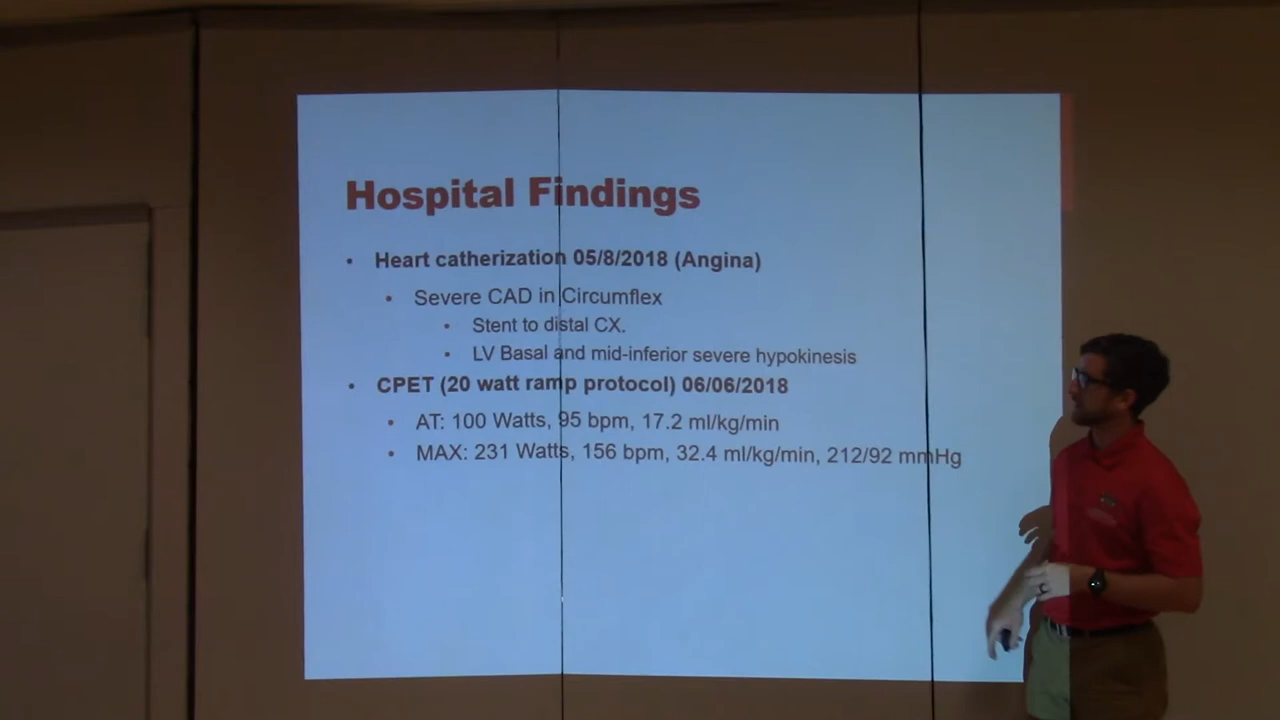 Hospital Findings
• Heart catherization 05/8/2018 (Angina)
• Severe CAD in Circumflex
• Stent to distal CX.
• LV Basal and mid-inferior severe hypokinesis
• CPET (20 watt ramp protocol) 06/06/2018
• AT: 100 Watts, 95 bpm, 17.2 ml/kg/min
• MAX: 231 Watts, 156 bpm, 32.4 ml/kg/min, 212/92 mmHg